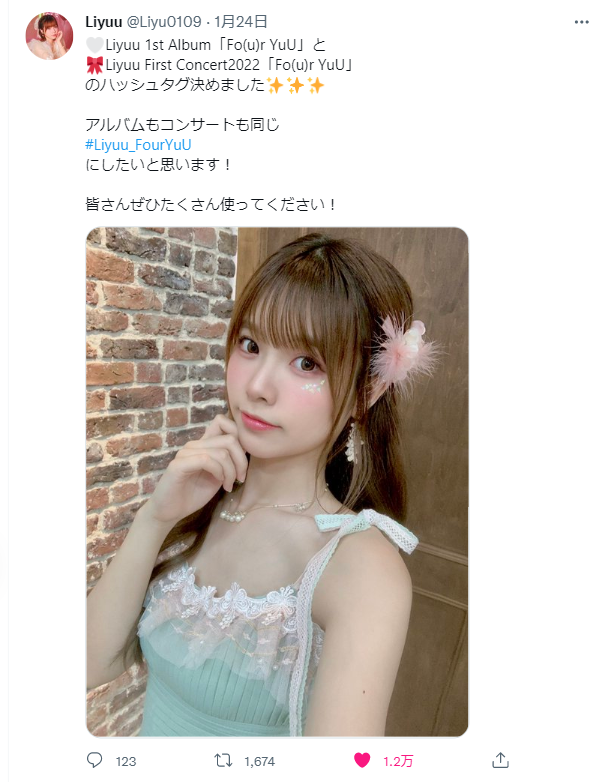 Liyuu @Liyu0109 · 1月24日
🤍Liyuu 1st Album「Fo(u)r YuU」と
🎀Liyuu First Concert2022「Fo(u)r YuU」
のハッシュタグ決めました✨✨✨
アルバムもコンサートも同じ
#Liyuu_FourYuU
にしたいと思います！
皆さんぜひたくさん使ってください！
123 1,674 1.2万